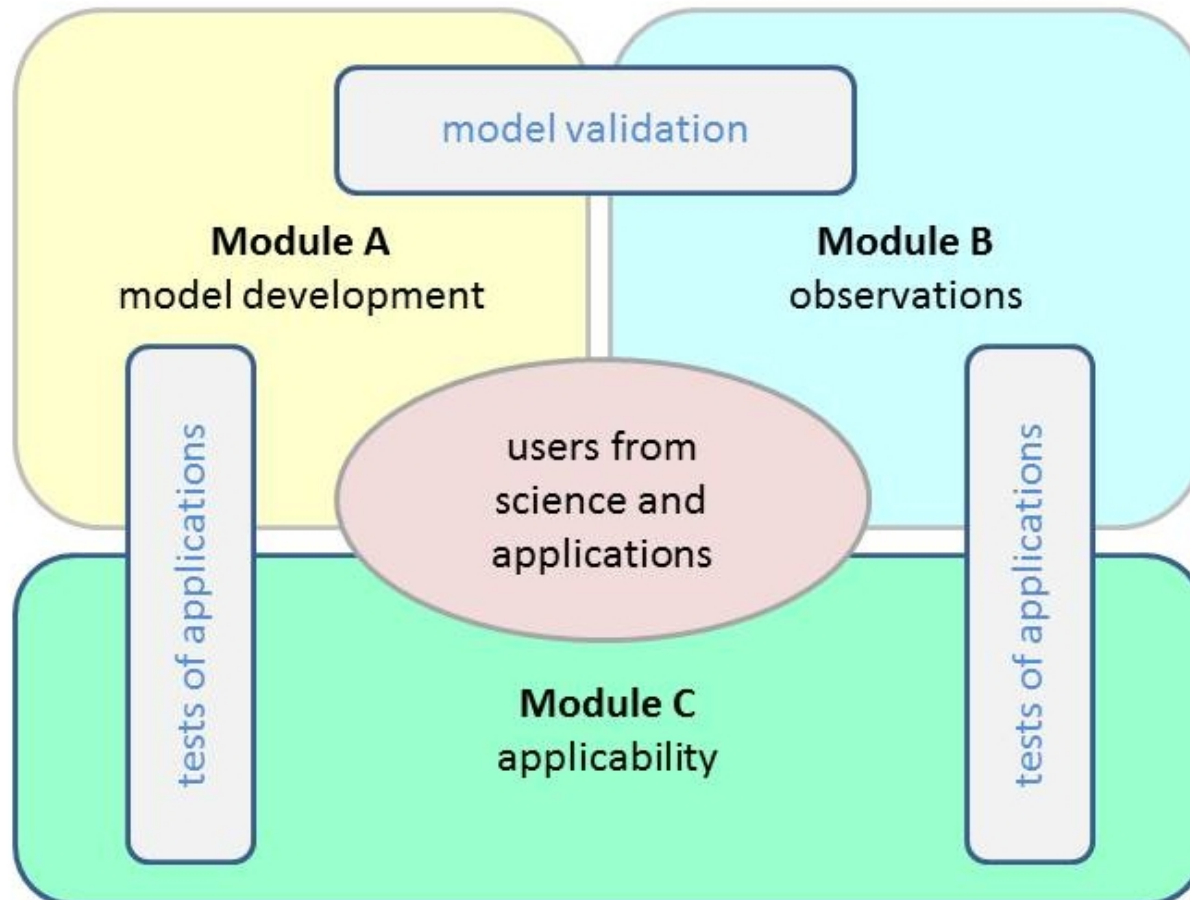 model validation
Module A
model development
Module B
observations
users from
science and
applications
tests of applications
tests of applications
Module C
applicability